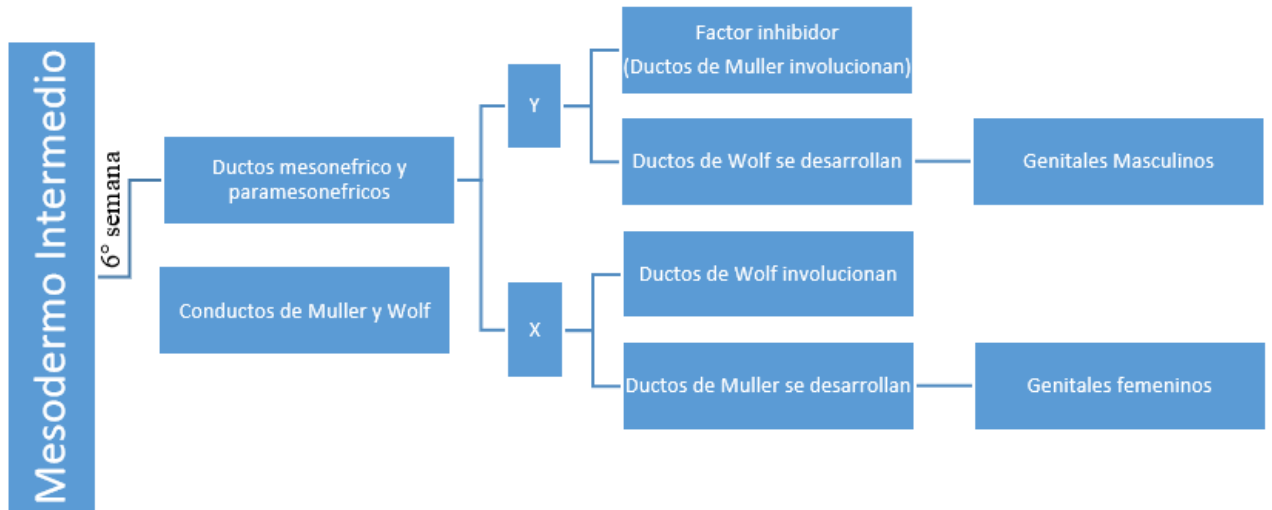 Mesodermo Intermedio
6° semana
Ductos mesonefrico y
paramesonefricos
Conductos de Muller y Wolf
Y
X
Factor inhibidor
(Ductos de Muller involucionan)
Ductos de Wolf se desarrollan
Genitales Masculinos
Ductos de Wolf involucionan
Ductos de Muller se desarrollan
Genitales femeninos